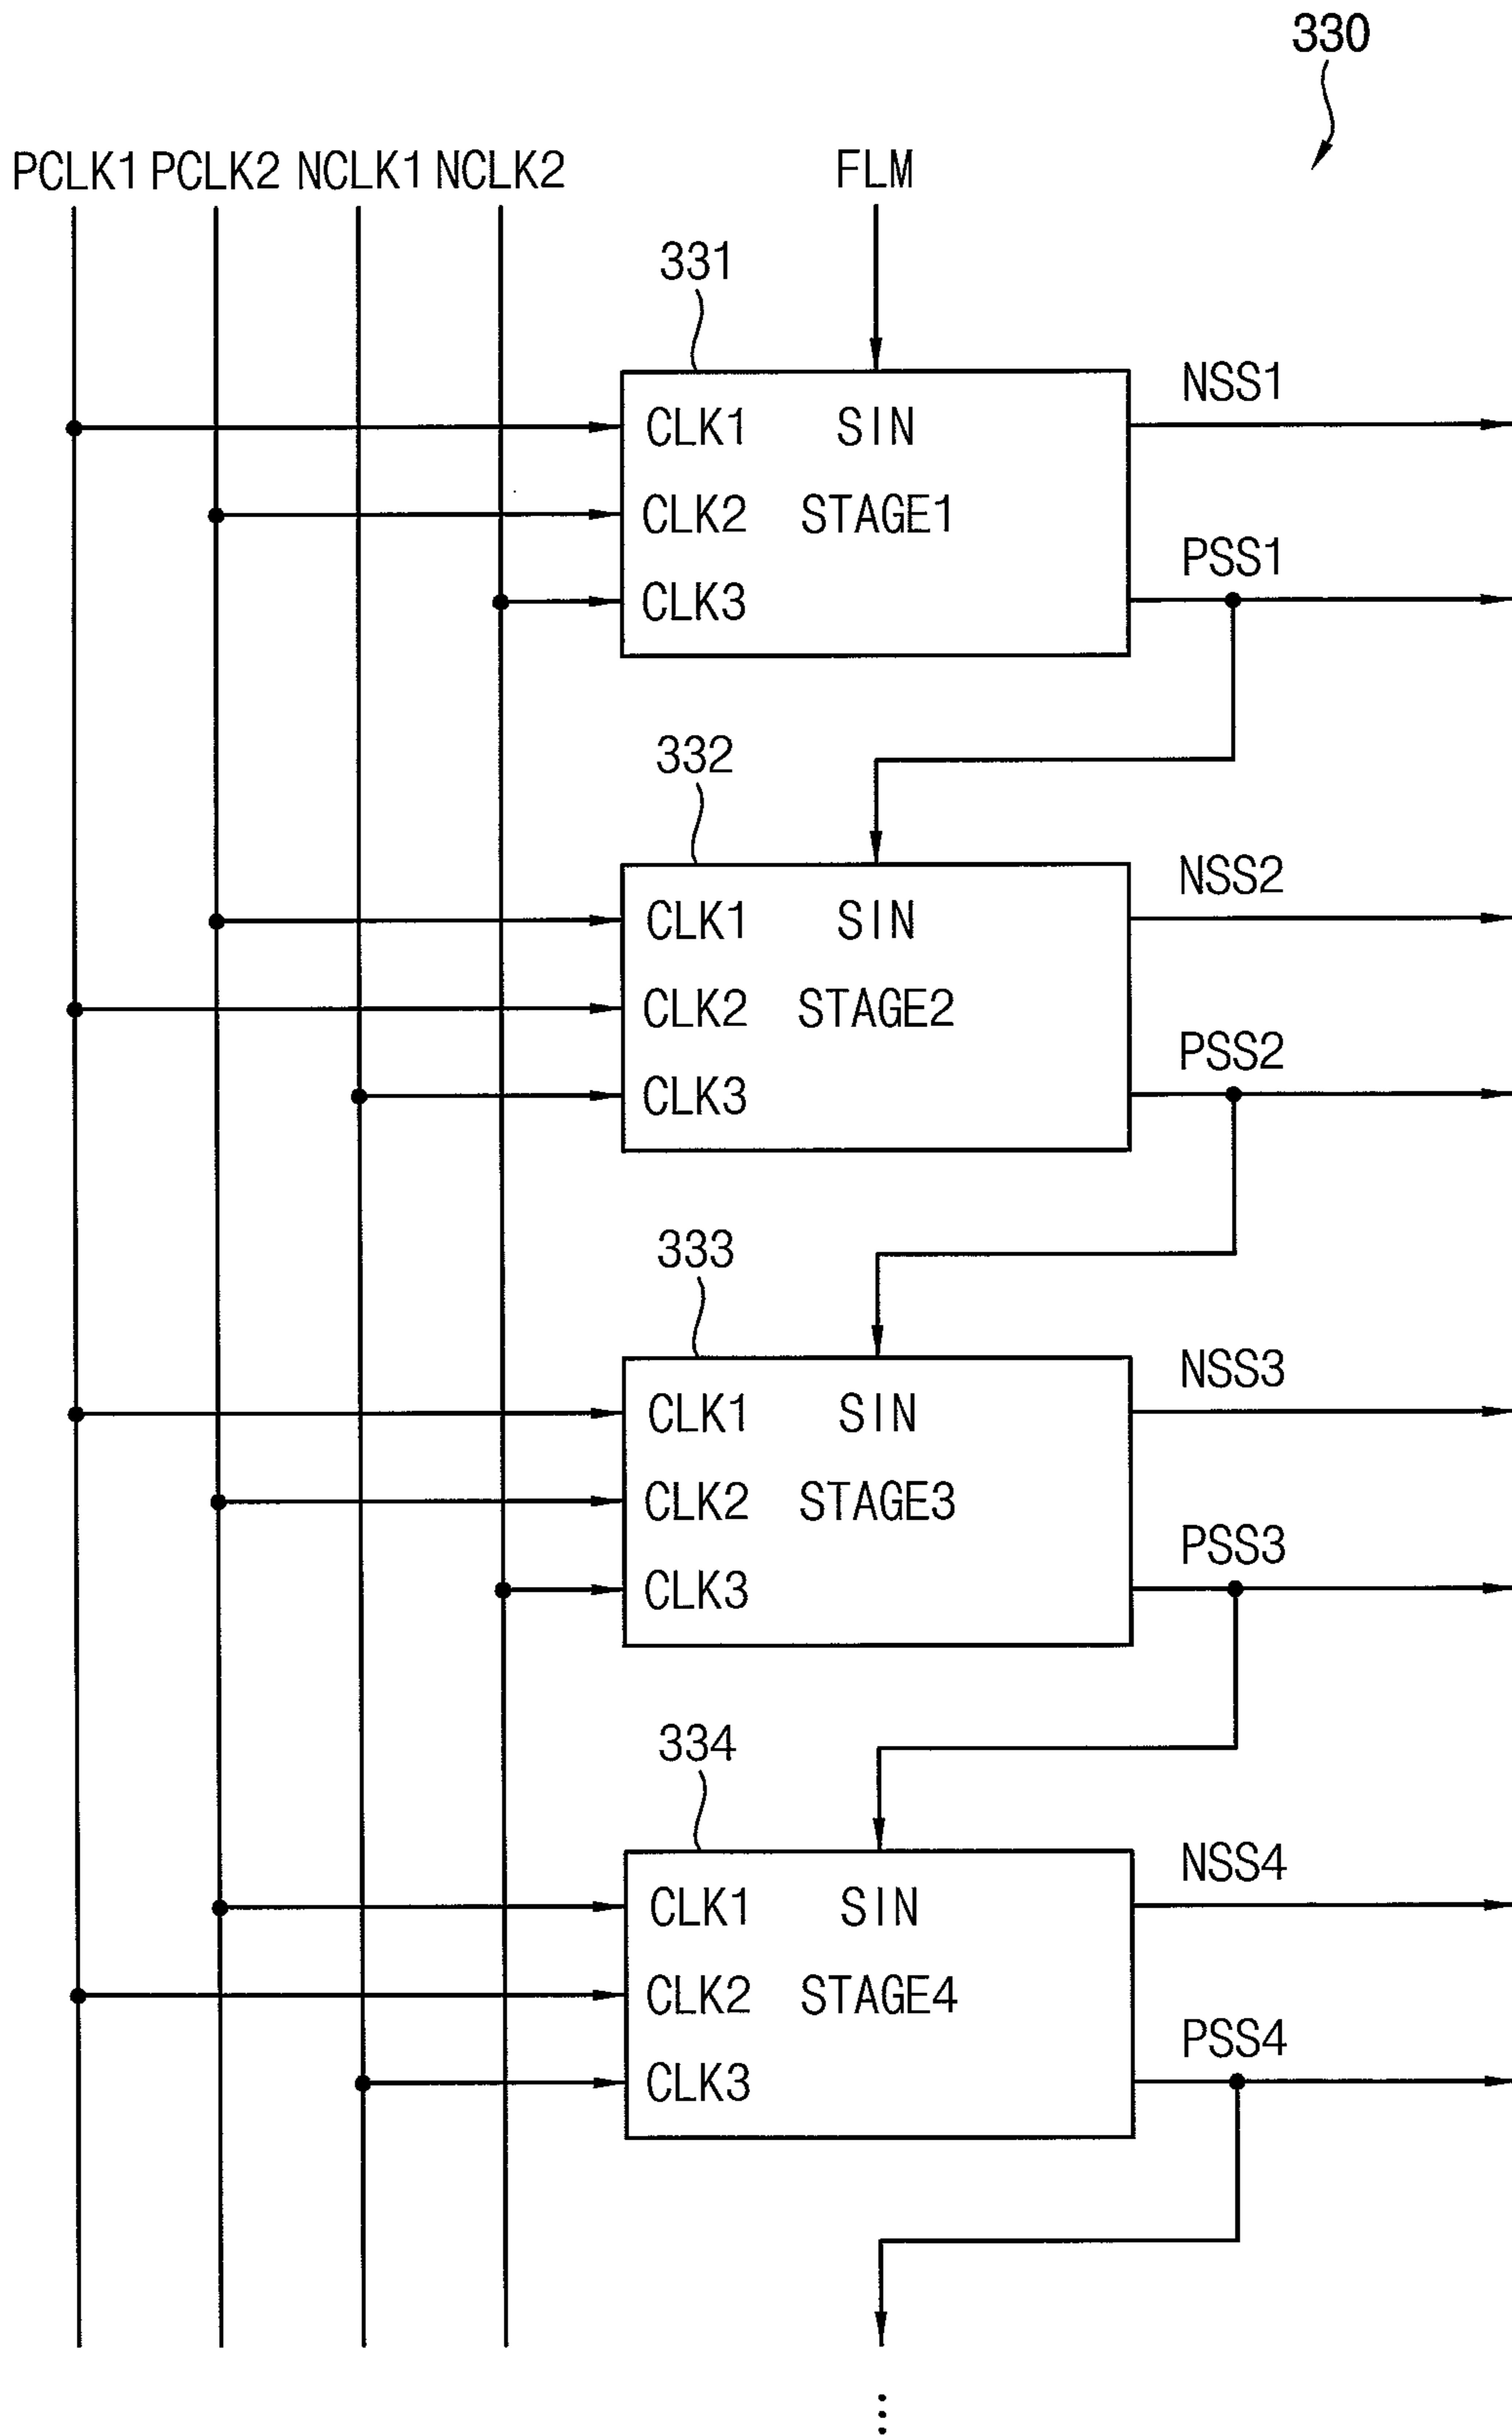 330
PCLK1 PCLK2 NCLK1 NCLK2 FLM
331
NSS1
CLK1 SIN
CLK2 STAGE1
PSS1
CLK3
332
NSS2
CLK1 SIN
CLK2 STAGE2
PSS2
CLK3
333
NSS3
CLK1 SIN
CLK2 STAGE3
PSS3
CLK3
334
NSS4
CLK1 SIN
CLK2 STAGE4
PSS4
CLK3
⋮